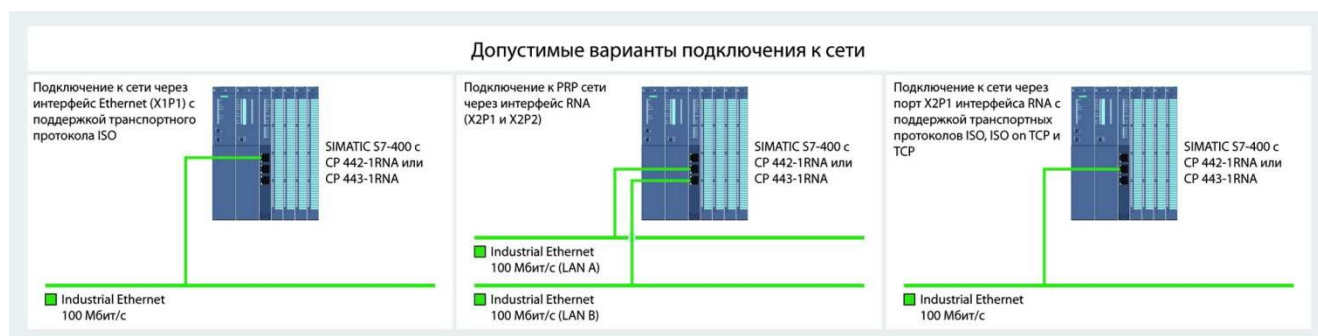 Допустимые варианты подключения к сети
Подключение к сети через
интерфейс Ethernet (X1P1) с
поддержкой транспортного
протокола ISO
SIMATIC S7-400 с
CP 442-1RNA или
CP 443-1RNA
Industrial Ethernet
100 Мбит/с
Подключение к PRP сети
через интерфейс RNA
(X2P1 и X2P2)
SIMATIC S7-400 с
CP 442-1RNA или
CP 443-1RNA
Industrial Ethernet
100 Мбит/с (LAN A)
Industrial Ethernet
100 Мбит/с (LAN B)
Подключение к сети через
порт X2P1 интерфейса RNA с
поддержкой транспортных
протоколов ISO, ISO on TCP и
TCP
SIMATIC S7-400 с
CP 442-1RNA или
CP 443-1RNA
Industrial Ethernet
100 Мбит/с